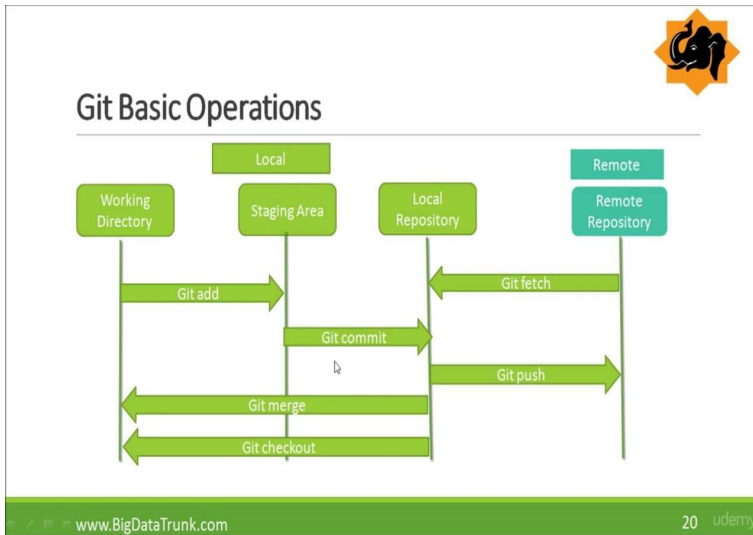 Git Basic Operations
Local
Remote
Working
Directory
Staging Area
Local
Repository
Remote
Repository
Git add
Git fetch
Git commit
Git push
Git merge
Git checkout
www.BigDataTrunk.com
20
udemy